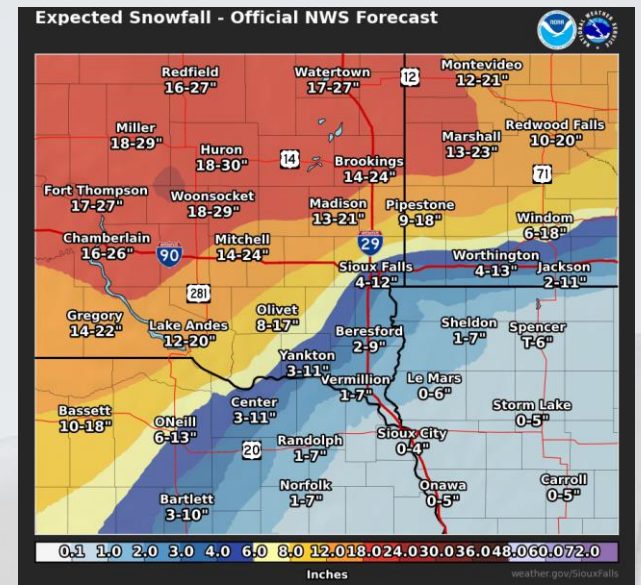 Expected Snowfall - Official NWS Forecast
NOAA
Redfield
16-27"
Watertown
17-27"
12
Montevideo
12-21"
Miller
18-29"
Huron
18-30"
14
Brookings
14-24"
Marshall
13-23"
Redwood Falls
10-20"
71
Fort Thompson
17-27"
Woonsocket
18-29"
Madison
13-21"
Pipestone
9-18"
Windom
6-18"
Chamberlain
16-26"
90
Mitchell
14-24"
29
Sioux Falls
4-12"
Worthington
4-13"
Jackson
2-11"
281
Gregory
14-22"
Lake Andes
12-20"
Olivet
8-17"
Beresford
2-9"
Sheldon
1-7"
Spencer
T-6"
Yankton
3-11"
Vermillion
1-7"
Le Mars
0-6"
Bassett
10-18"
ONeill
6-13"
Center
3-11"
20
Randolph
1-7"
Sioux City
0-4"
Storm Lake
0-5"
Bartlett
3-10"
Norfolk
1-7"
Onawa
0-5"
Carroll
0-5"
0.1 1.0 2.0 3.0 4.0 6.0 8.0 12.0 18.0 24.0 30.0 36.0 48.0 60.0 72.0
Inches
weather.gov/SiouxFalls